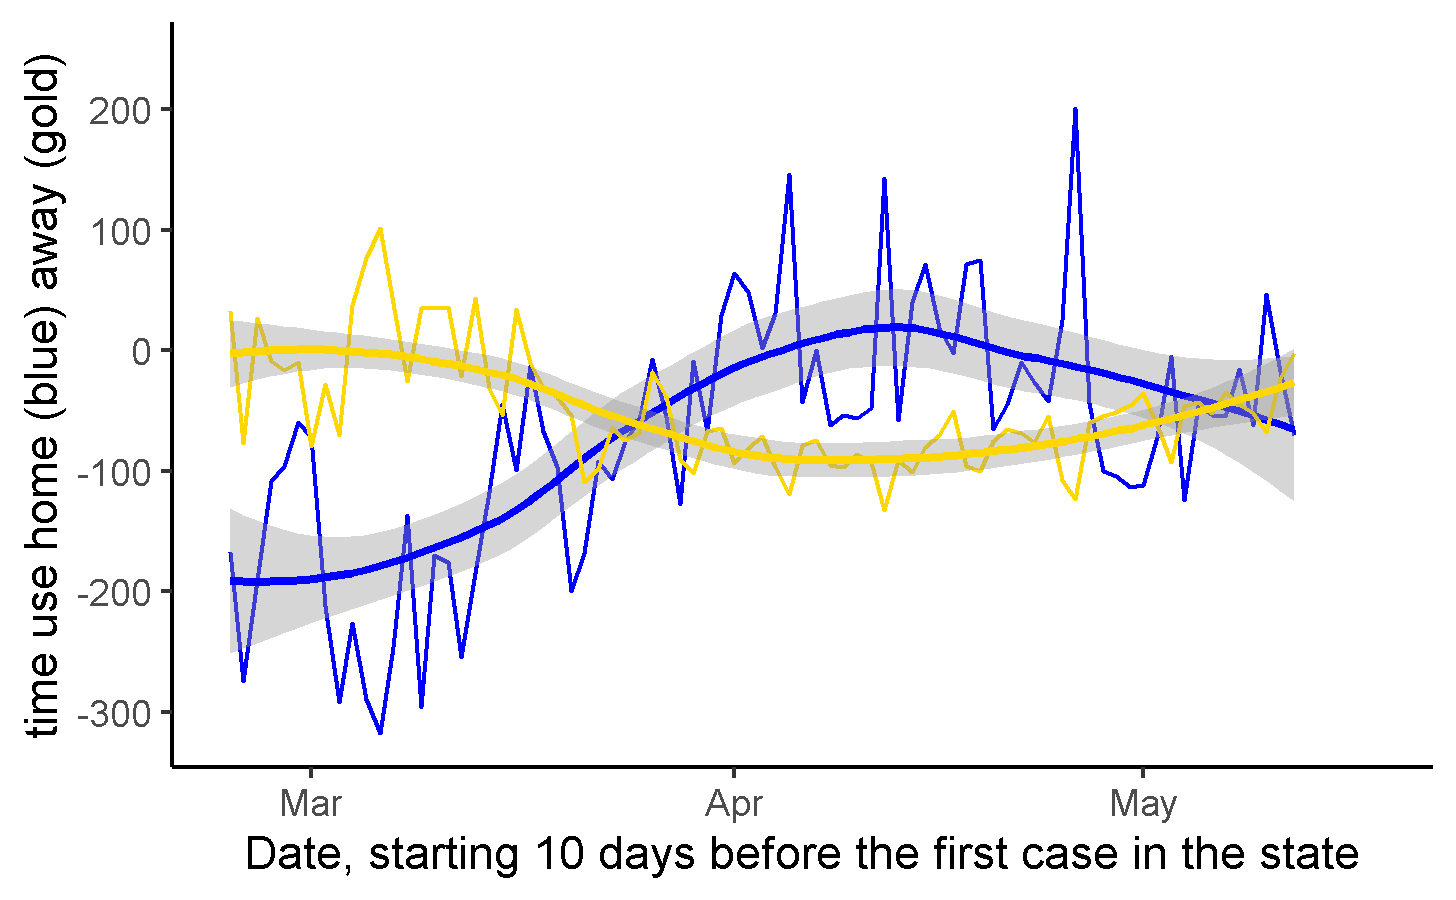 time use home (blue) away (gold)
200
100
0
-100
-200
-300
Mar Apr May
Date, starting 10 days before the first case in the state